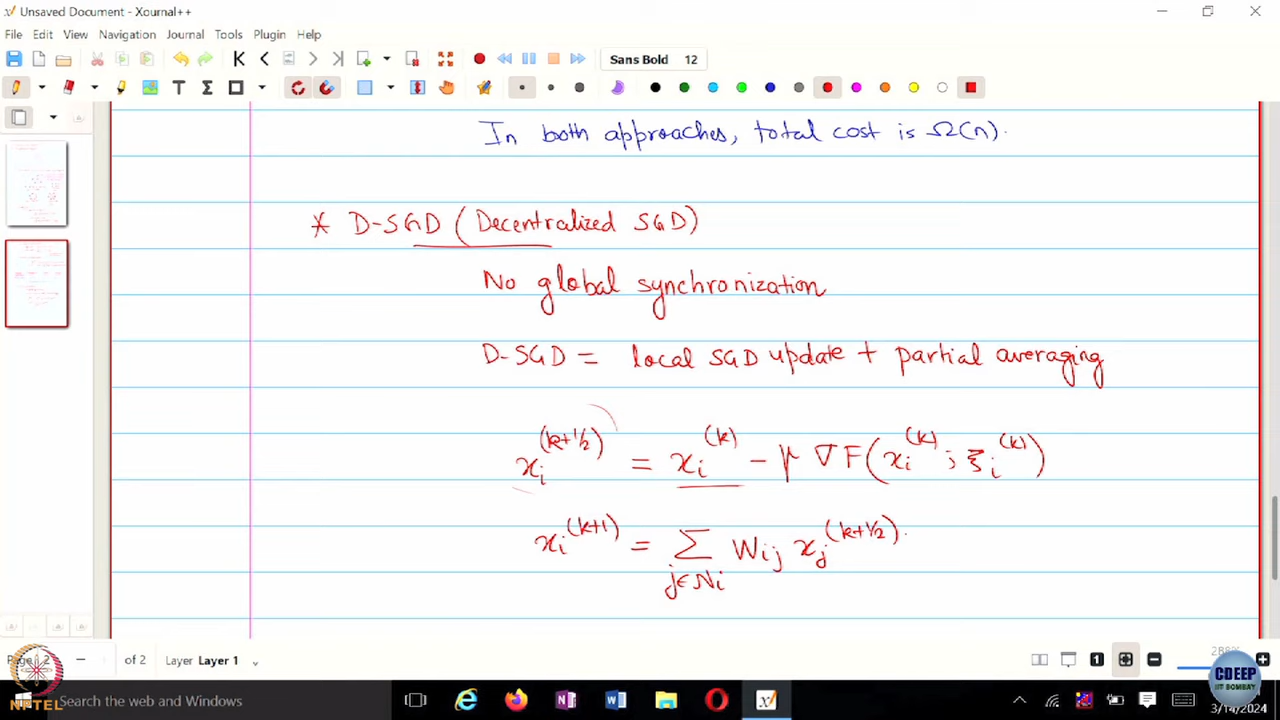 Unsaved Document - Xournal++
File Edit View Navigation Journal Tools Plugin Help
Sans Bold 12
In both approaches, total cost is Ω(n).
* D-SGD (Decentralized SGD)
No global synchronization
D-SGD = local SGD update + partial averaging
x_i^(k+1/2) = x_i^(k) - γ ∇F(x_i^(k); ξ_i^(k))
x_i^(k+1) = Σ_{j∈N_i} W_ij x_j^(k+1/2).
Page 2 of 2 Layer Layer 1
288%
NPTEL
Search the web and Windows
CDEEP
IIT BOMBAY
3/14/2024